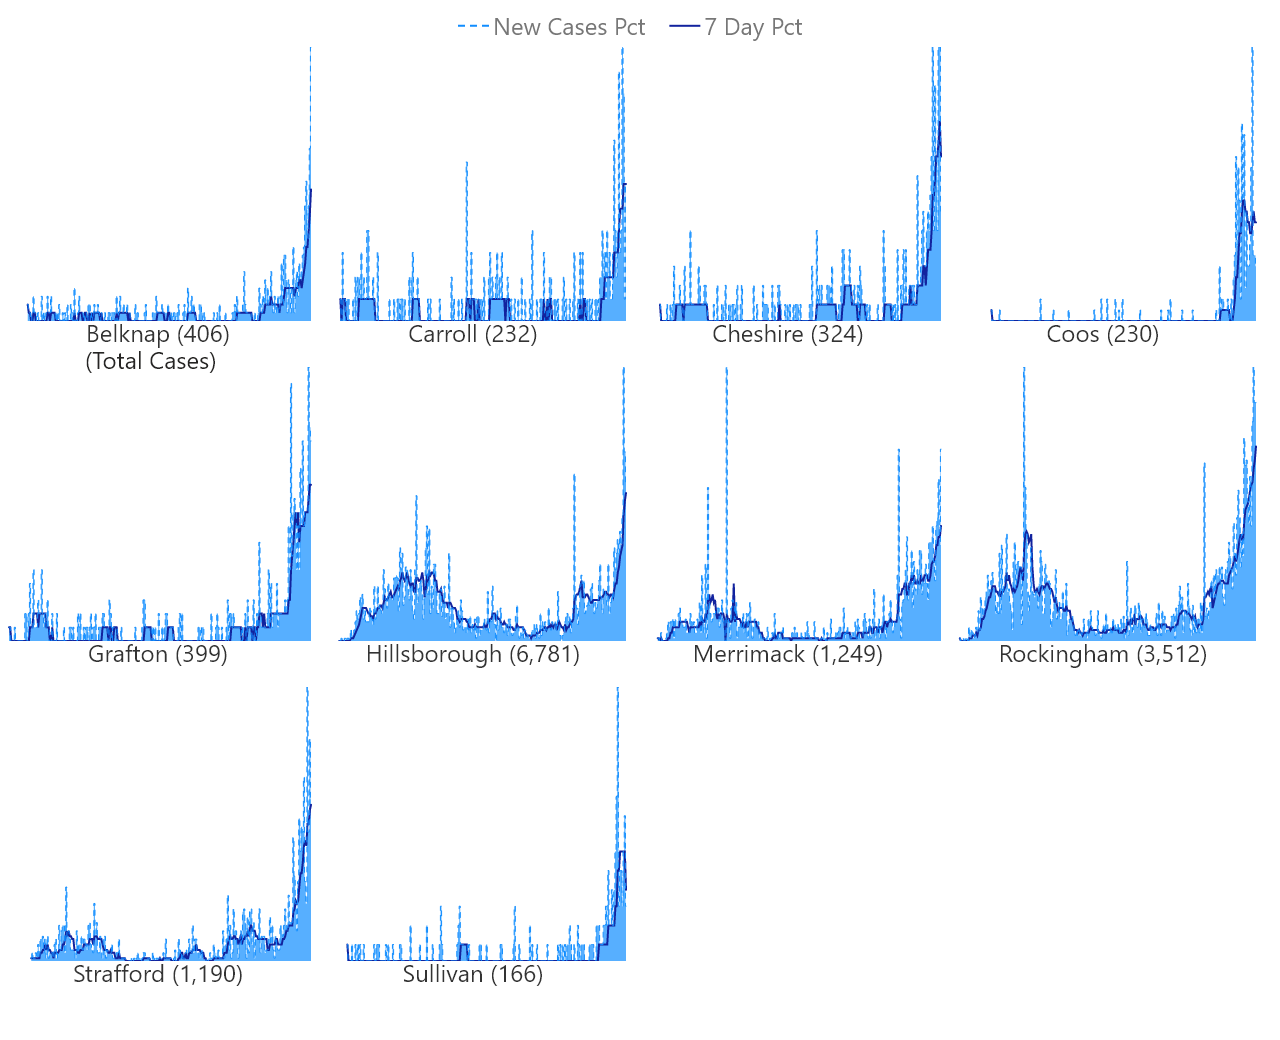 New Cases Pct 7 Day Pct
Belknap (406) Carroll (232) Cheshire (324) Coos (230)
(Total Cases)
Grafton (399) Hillsborough (6,781) Merrimack (1,249) Rockingham (3,512)
Strafford (1,190) Sullivan (166)